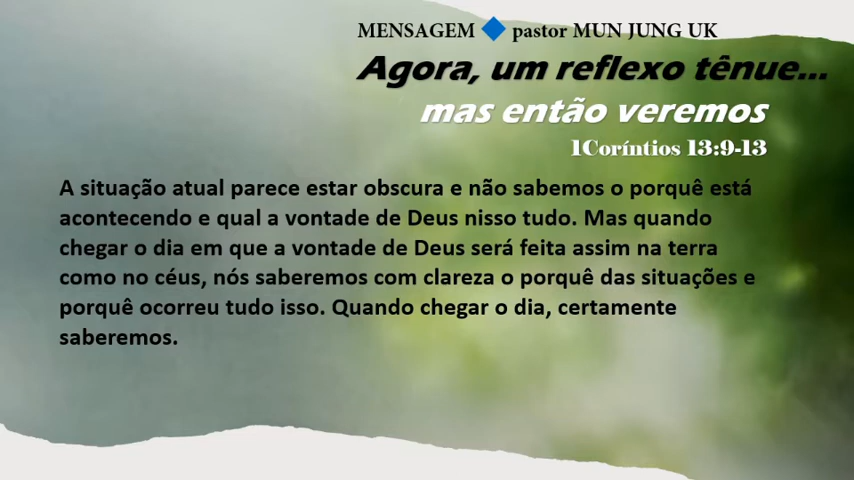 MENSAGEM 🔷 pastor MUN JUNG UK
Agora, um reflexo tênue...
mas então veremos
1Coríntios 13:9-13
A situação atual parece estar obscura e não sabemos o porquê está
acontecendo e qual a vontade de Deus nisso tudo. Mas quando
chegar o dia em que a vontade de Deus será feita assim na terra
como no céus, nós saberemos com clareza o porquê das situações e
porquê ocorreu tudo isso. Quando chegar o dia, certamente
saberemos.